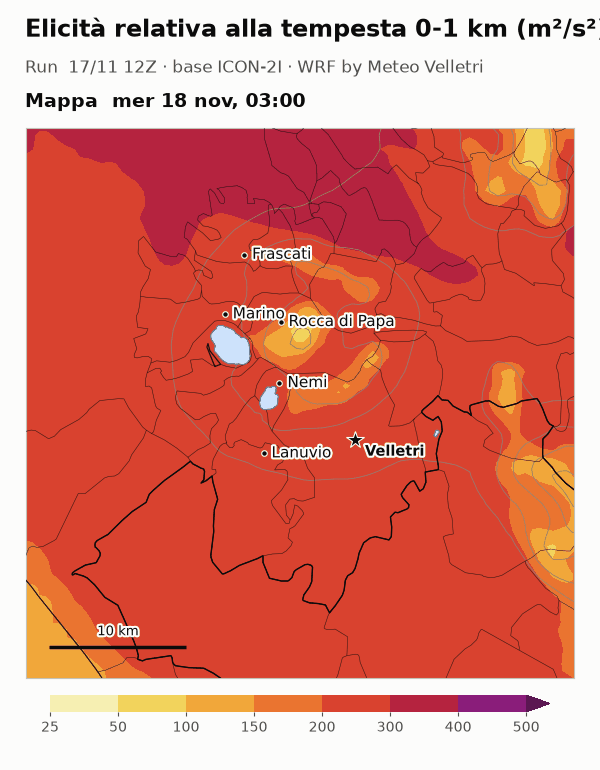 Elicità relativa alla tempesta 0-1 km (m²/s²)
Run  17/11 12Z · base ICON-2I · WRF by Meteo Velletri
Mappa  mer 18 nov, 03:00
Frascati
Marino
Rocca di Papa
Nemi
Velletri
Lanuvio
10 km
25 50 100 150 200 300 400 500